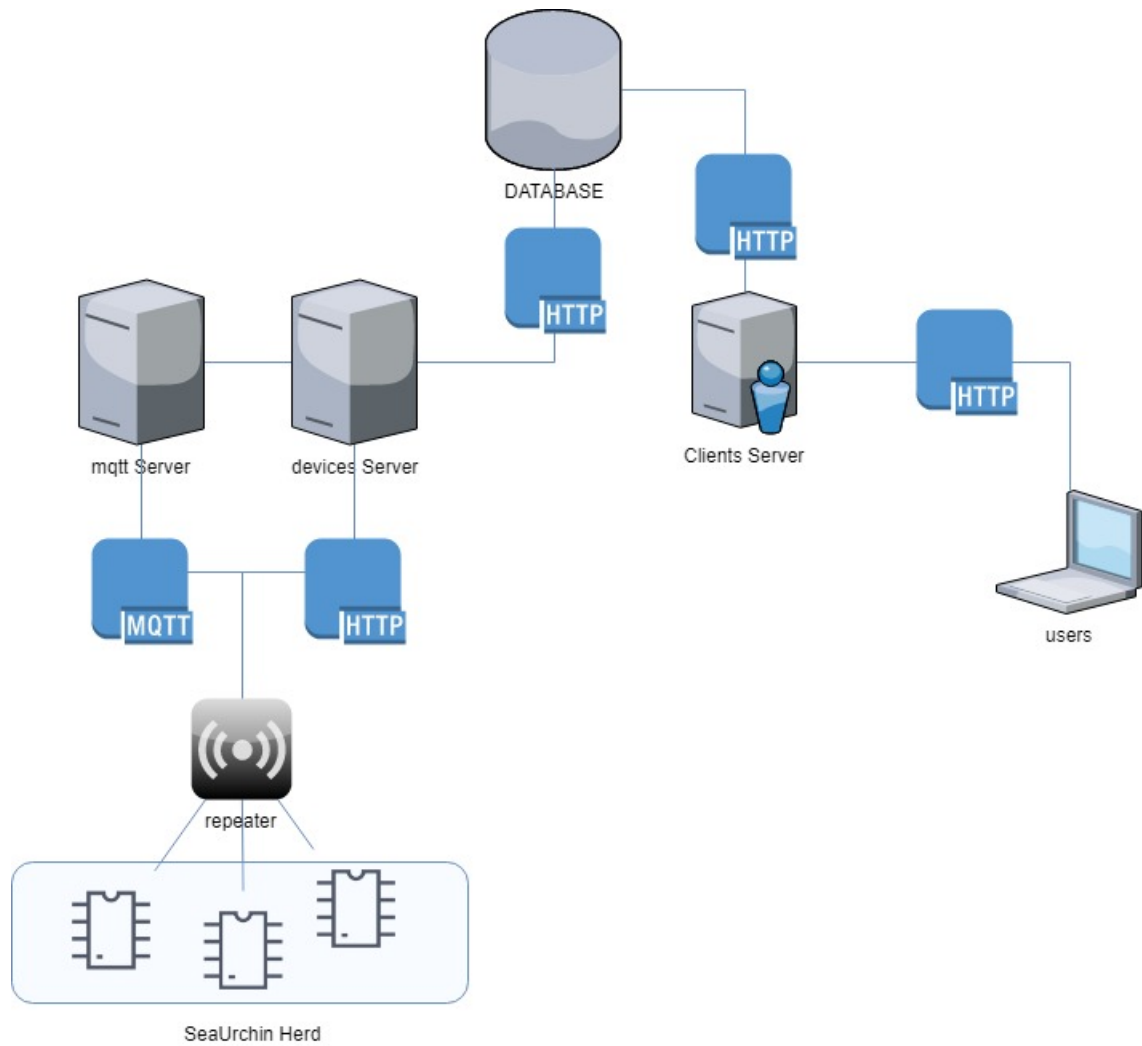 DATABASE
HTTP
HTTP
HTTP
mqtt Server
devices Server
Clients Server
MQTT
HTTP
users
repeater
SeaUrchin Herd